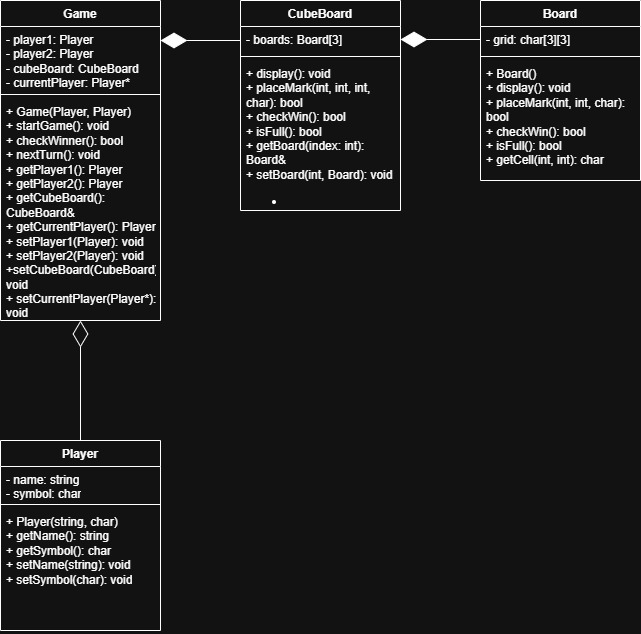 Game
- player1: Player
- player2: Player
- cubeBoard: CubeBoard
- currentPlayer: Player*
+ Game(Player, Player)
+ startGame(): void
+ checkWinner(): bool
+ nextTurn(): void
+ getPlayer1(): Player
+ getPlayer2(): Player
+ getCubeBoard():
CubeBoard&
+ getCurrentPlayer(): Player
+ setPlayer1(Player): void
+ setPlayer2(Player): void
+setCubeBoard(CubeBoard)
void
+ setCurrentPlayer(Player*):
void
CubeBoard
- boards: Board[3]
+ display(): void
+ placeMark(int, int, int,
char): bool
+ checkWin(): bool
+ isFull(): bool
+ getBoard(index: int):
Board&
+ setBoard(int, Board): void
Board
- grid: char[3][3]
+ Board()
+ display(): void
+ placeMark(int, int, char):
bool
+ checkWin(): bool
+ isFull(): bool
+ getCell(int, int): char
Player
- name: string
- symbol: char
+ Player(string, char)
+ getName(): string
+ getSymbol(): char
+ setName(string): void
+ setSymbol(char): void